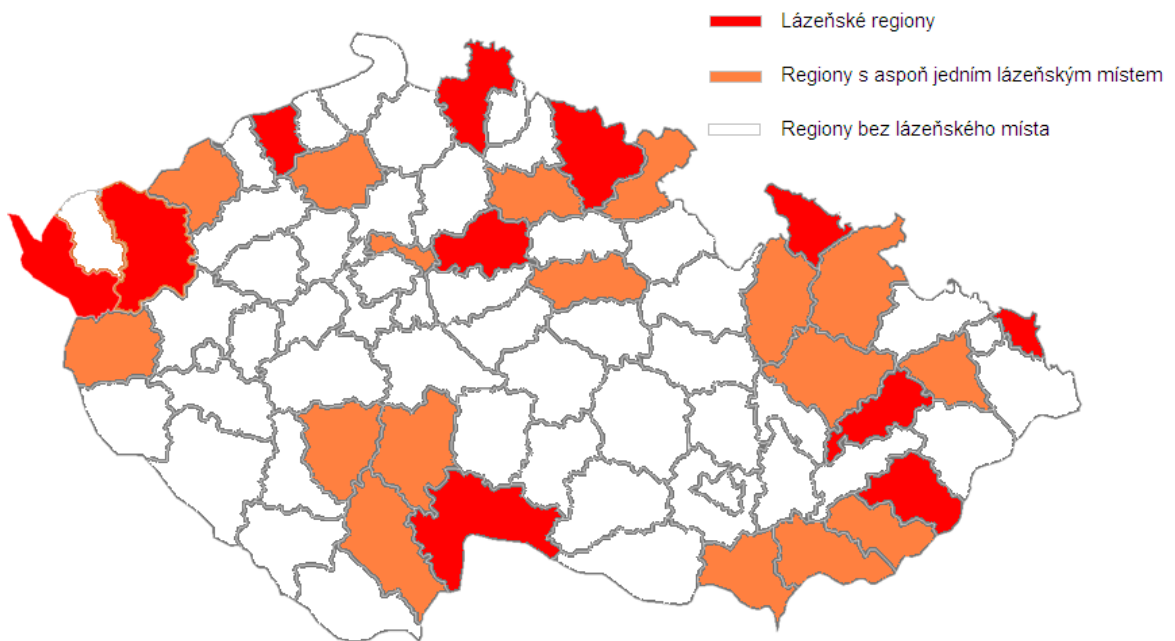 Lázeňské regiony
Regiony s aspoň jedním lázeňským místem
Regiony bez lázeňského místa